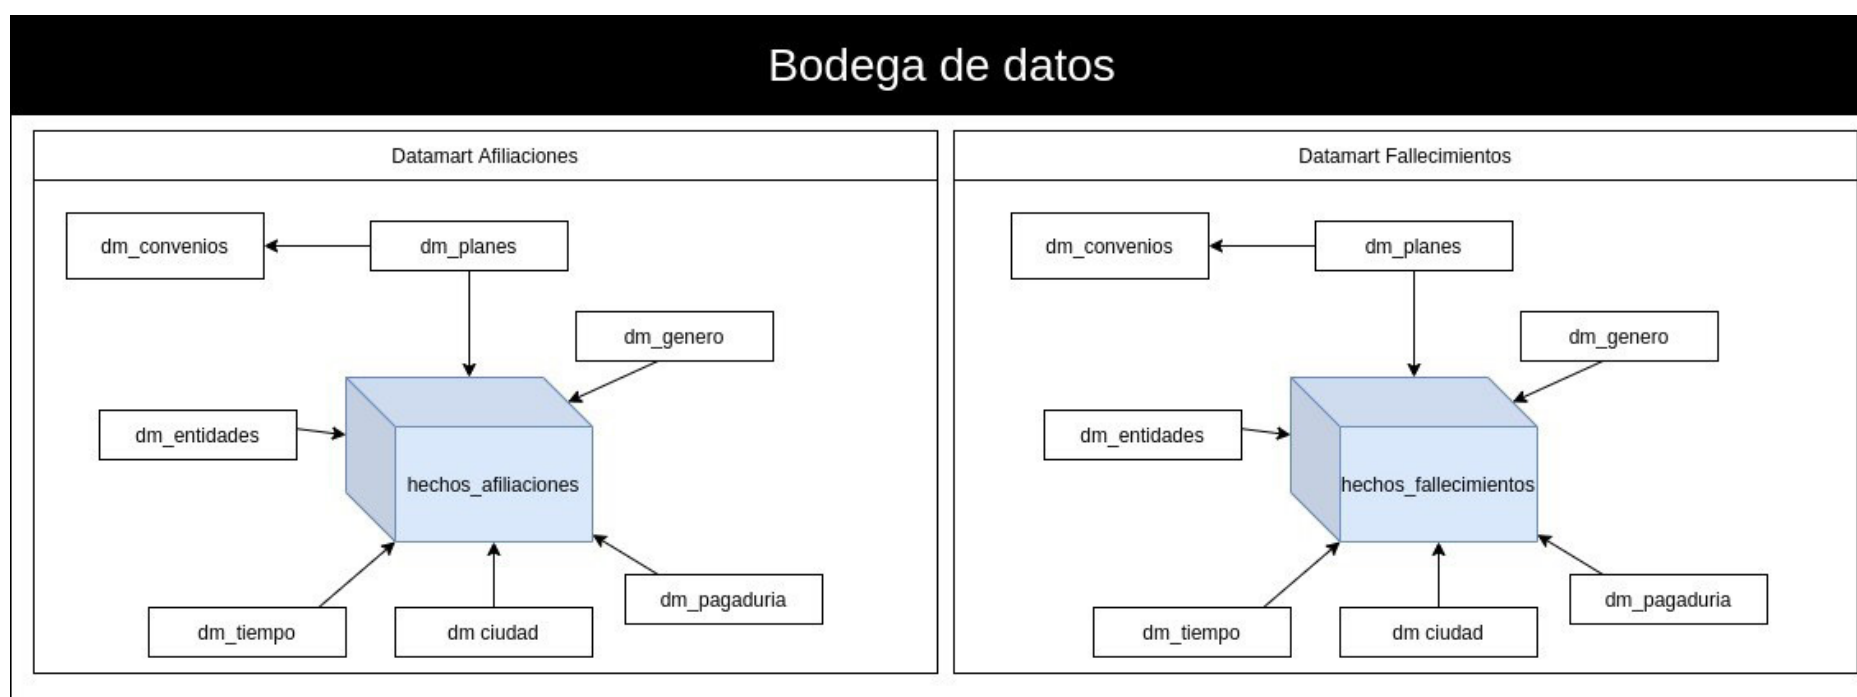 Bodega de datos
Datamart Afiliaciones
dm_convenios
dm_planes
dm_genero
dm_entidades
hechos_afiliaciones
dm_pagaduria
dm_tiempo
dm ciudad
Datamart Fallecimientos
dm_convenios
dm_planes
dm_genero
dm_entidades
hechos_fallecimientos
dm_pagaduria
dm_tiempo
dm ciudad